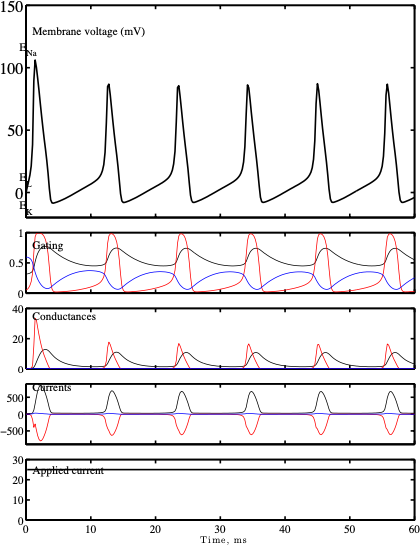 150
Membrane voltage (mV)
E
Na
100
50
E
L
0
E
K
1
Gating
0.5
0
40
Conductances
20
0
Currents
500
0
−500
30
Applied current
20
10
0
0 10 20 30 40 50 60
Time, ms